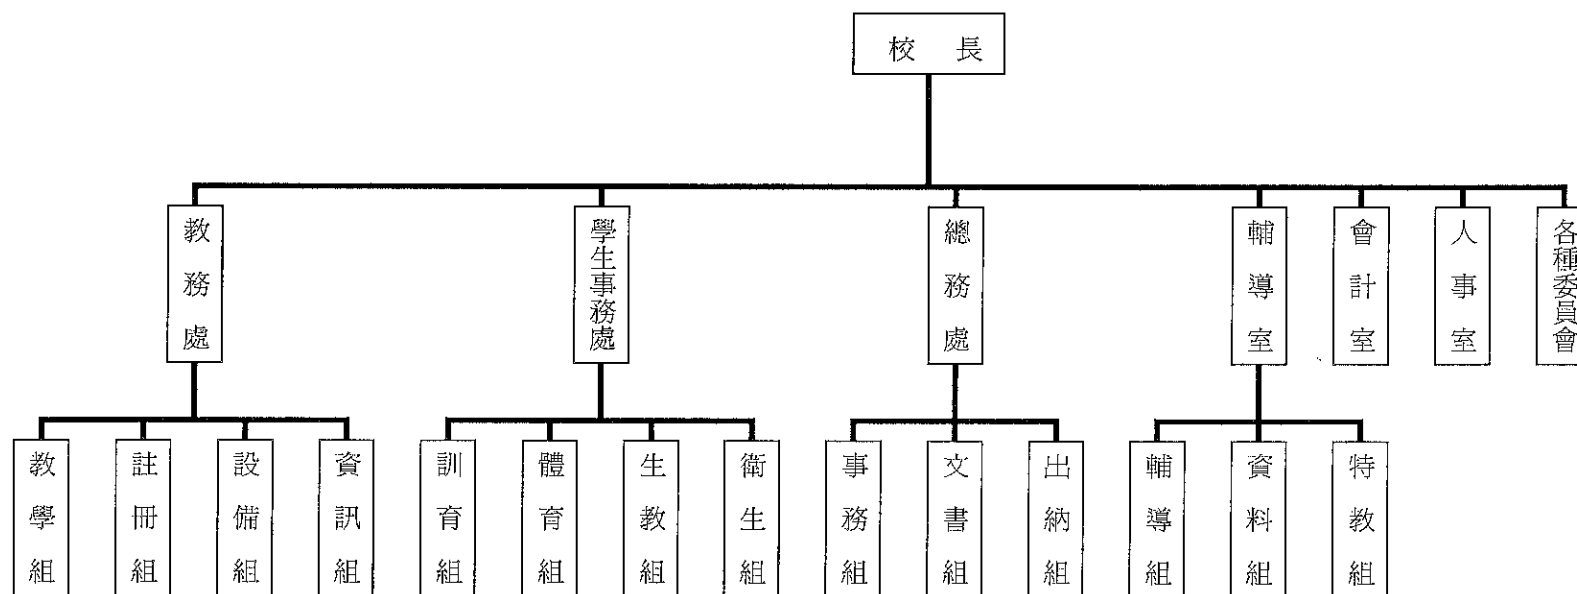 校 長
教務處
學生事務處
總務處
輔導室
會計室
人事室
各種委員會
教學組
註冊組
設備組
資訊組
訓育組
體育組
生教組
衛生組
事務組
文書組
出納組
輔導組
資料組
特教組